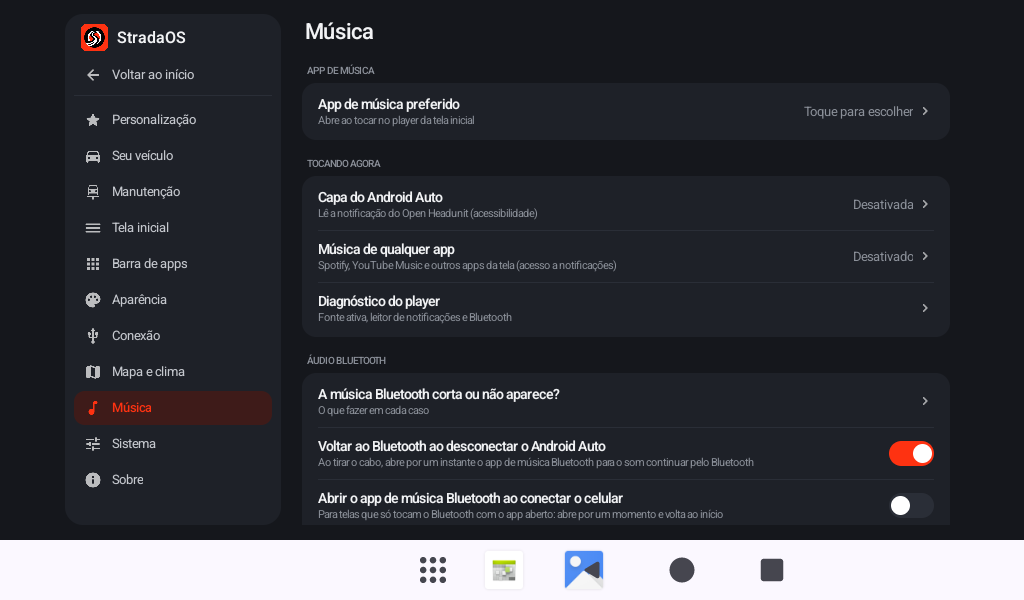 StradaOS
Voltar ao início
Personalização
Seu veículo
Manutenção
Tela inicial
Barra de apps
Aparência
Conexão
Mapa e clima
Música
Sistema
Sobre
Música
APP DE MÚSICA
App de música preferido
Abre ao tocar no player da tela inicial
Toque para escolher
TOCANDO AGORA
Capa do Android Auto
Lê a notificação do Open Headunit (acessibilidade)
Desativada
Música de qualquer app
Spotify, YouTube Music e outros apps da tela (acesso a notificações)
Desativado
Diagnóstico do player
Fonte ativa, leitor de notificações e Bluetooth
ÁUDIO BLUETOOTH
A música Bluetooth corta ou não aparece?
O que fazer em cada caso
Voltar ao Bluetooth ao desconectar o Android Auto
Ao tirar o cabo, abre por um instante o app de música Bluetooth para o som continuar pelo Bluetooth
Abrir o app de música Bluetooth ao conectar o celular
Para telas que só tocam o Bluetooth com o app aberto: abre por um momento e volta ao início